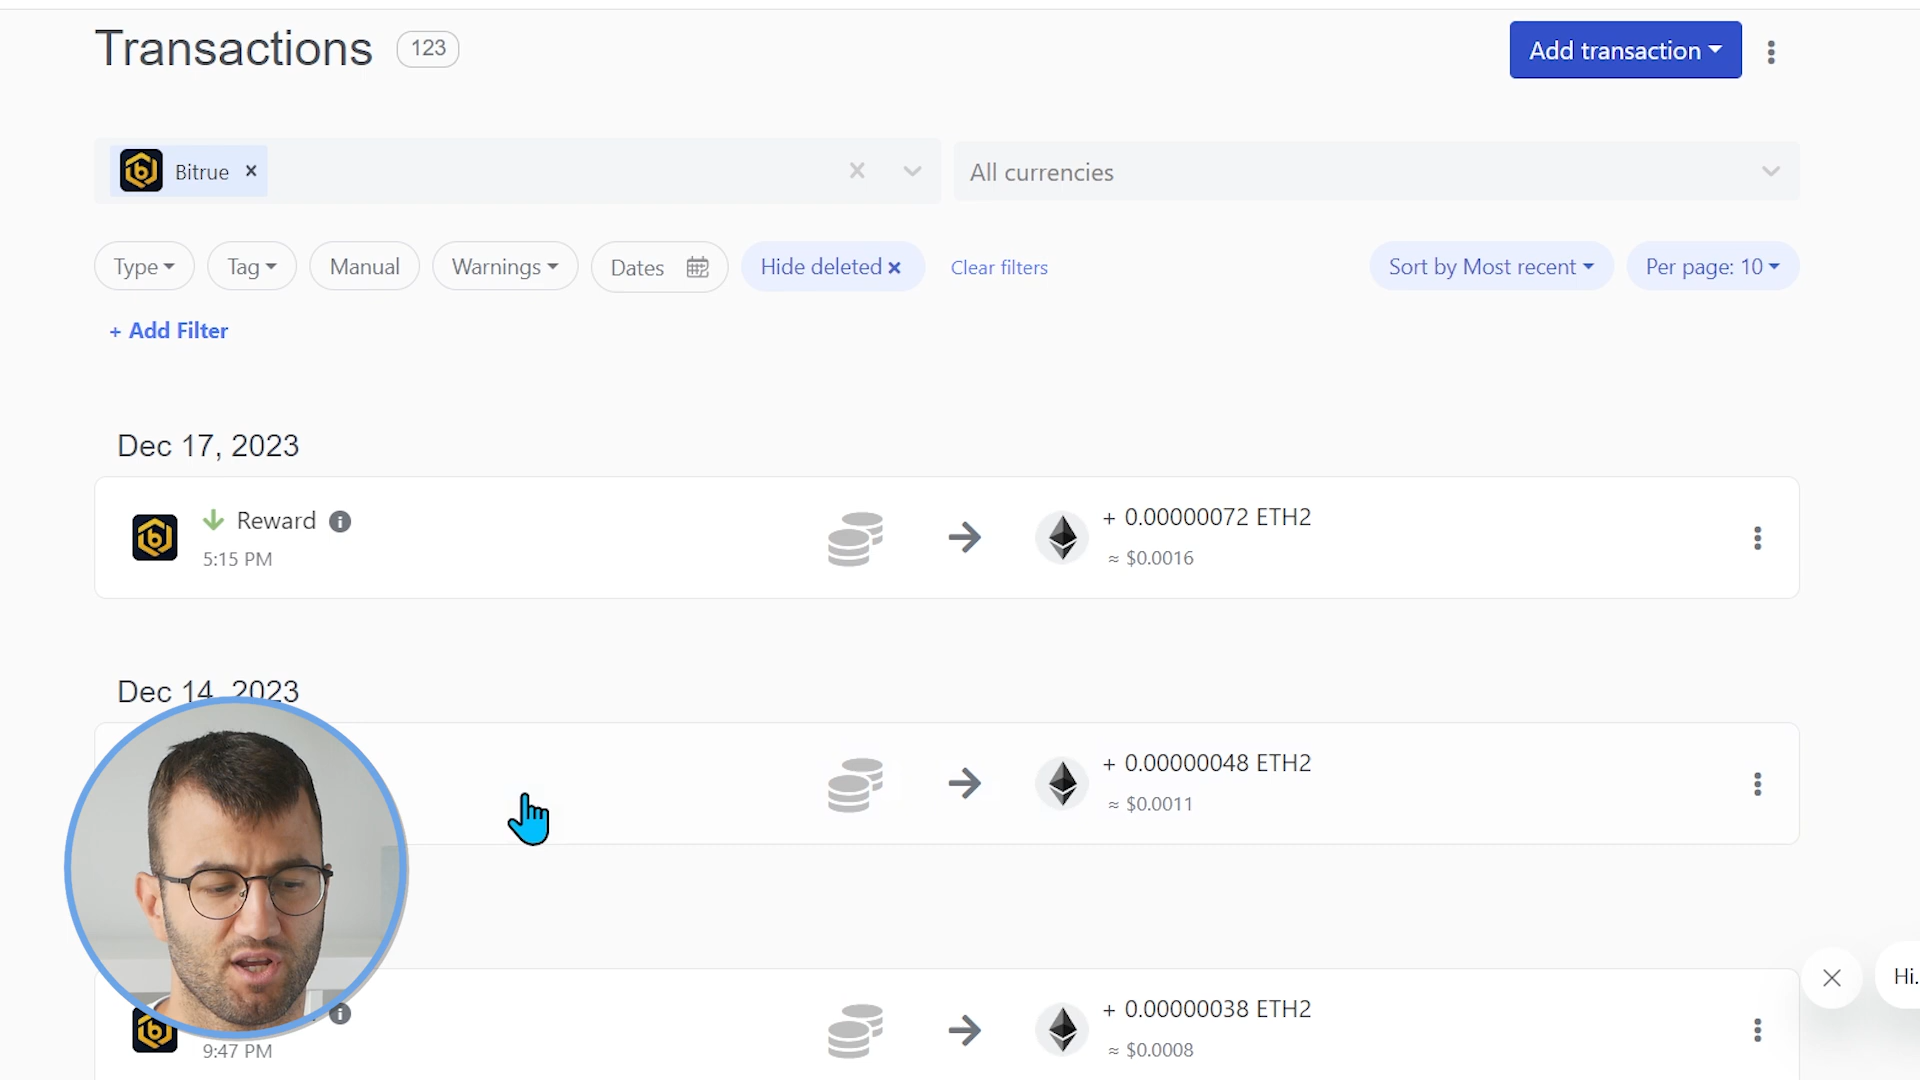 Transactions 123
Add transaction
Bitrue ×
All currencies
Type Tag Manual Warnings Dates Hide deleted × Clear filters
Sort by Most recent Per page: 10
+ Add Filter
Dec 17, 2023
Reward
5:15 PM
+ 0.00000072 ETH2
≈ $0.0016
Dec 14, 2023
+ 0.00000048 ETH2
≈ $0.0011
Hi.
+ 0.00000038 ETH2
9:47 PM
≈ $0.0008